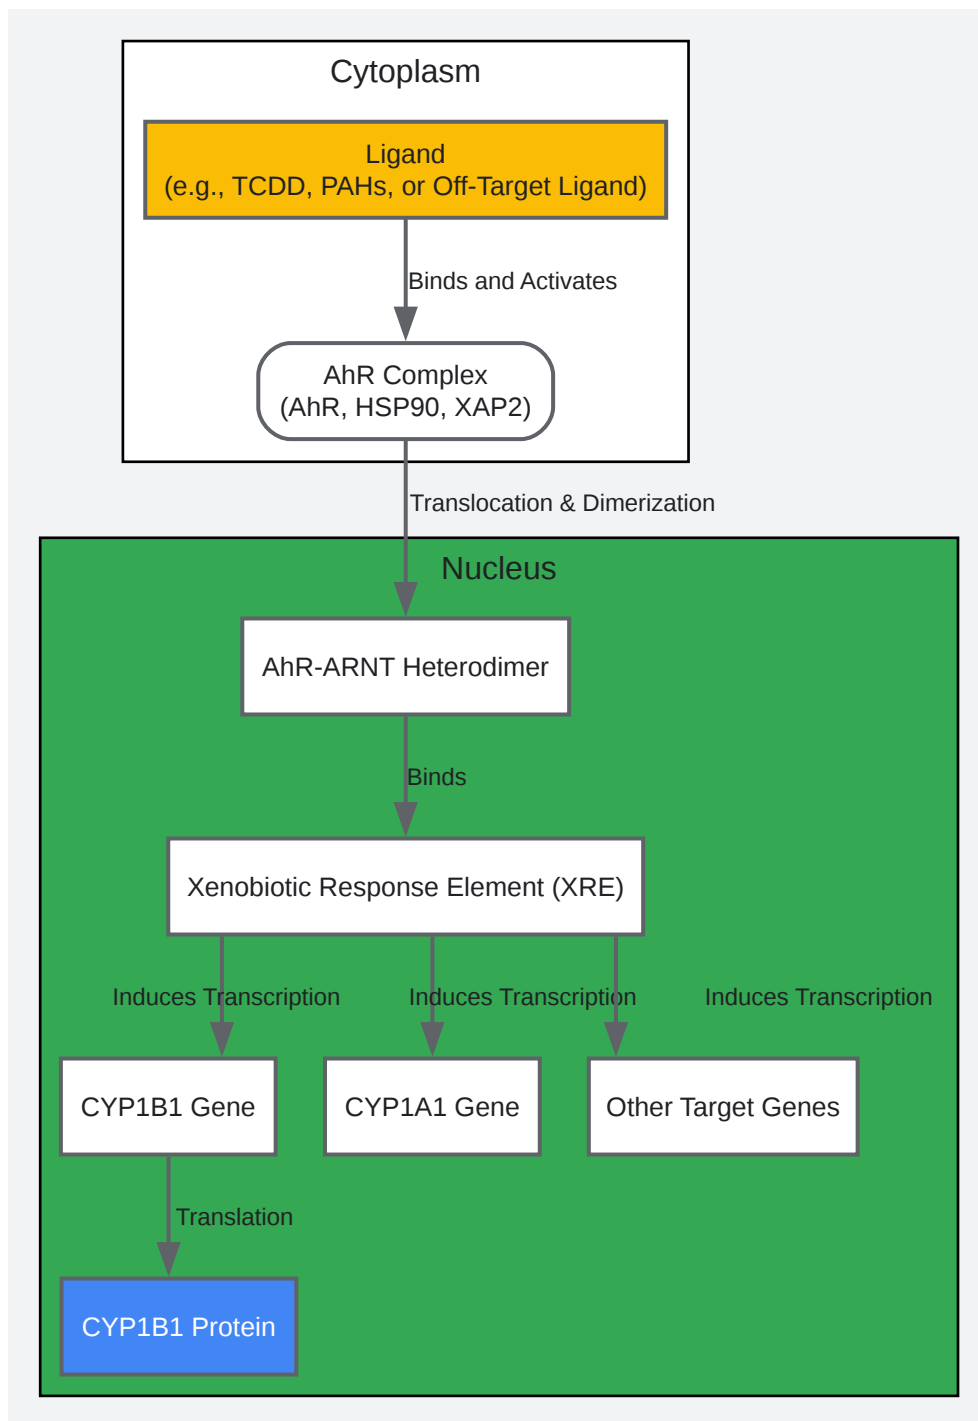 Cytoplasm
Ligand
(e.g., TCDD, PAHs, or Off-Target Ligand)
Binds and Activates
AhR Complex
(AhR, HSP90, XAP2)
Translocation & Dimerization
Nucleus
AhR-ARNT Heterodimer
Binds
Xenobiotic Response Element (XRE)
Induces Transcription
Induces Transcription
Induces Transcription
CYP1B1 Gene
CYP1A1 Gene
Other Target Genes
Translation
CYP1B1 Protein